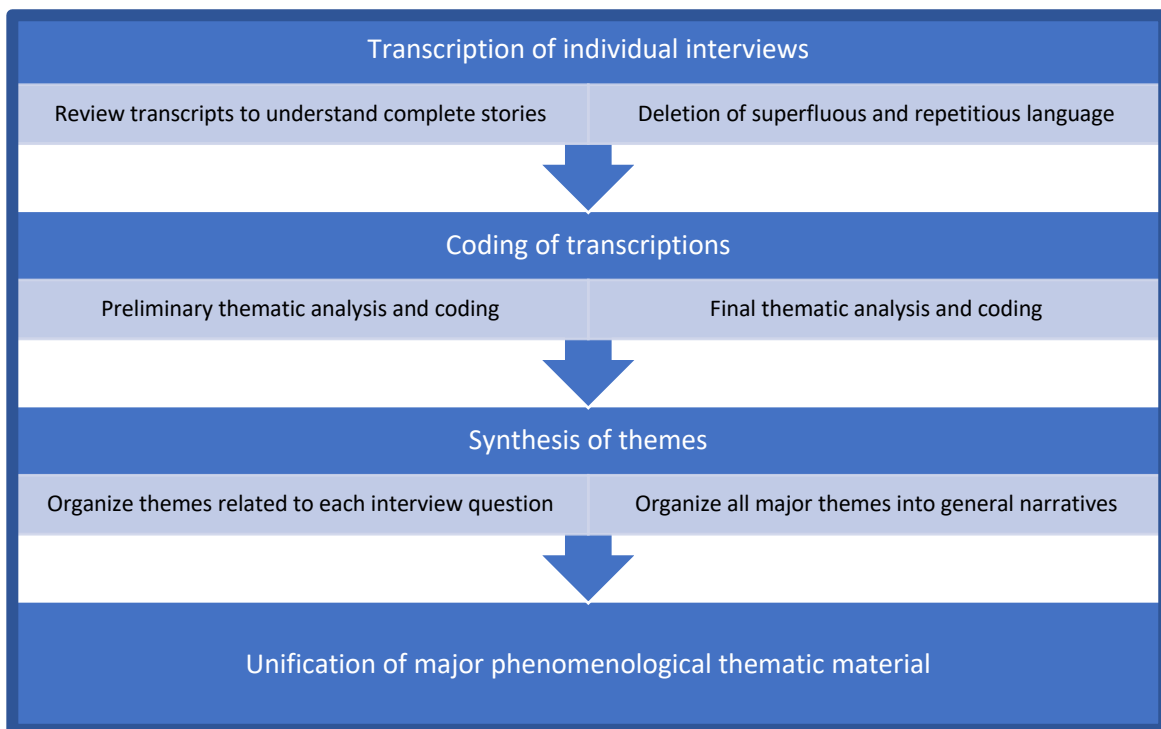 Transcription of individual interviews
Review transcripts to understand complete stories
Deletion of superfluous and repetitious language
Coding of transcriptions
Preliminary thematic analysis and coding
Final thematic analysis and coding
Synthesis of themes
Organize themes related to each interview question
Organize all major themes into general narratives
Unification of major phenomenological thematic material